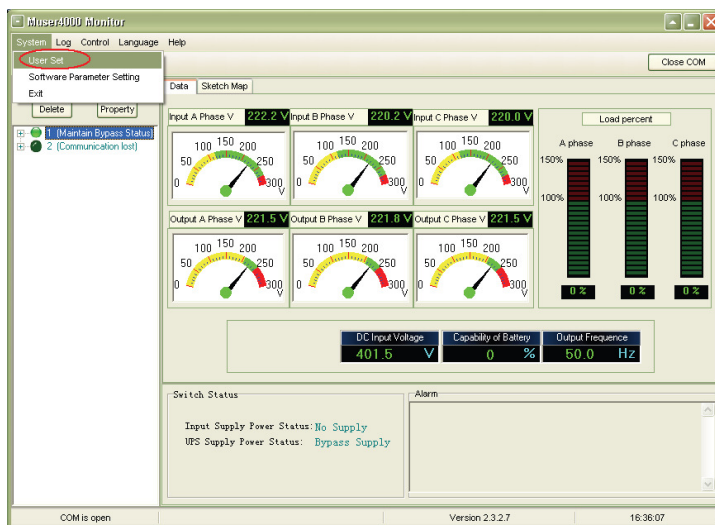 Muser4000 Monitor
System Log Control Language Help
User Set
Software Parameter Setting
Exit
Close COM
Delete Property
1 (Maintain Bypass Status)
2 (Communication lost)
Data Sketch Map
Input A Phase V 222.2 V Input B Phase V 220.2 V Input C Phase V 220.0 V
0 50 100 150 200 250 300 V
0 50 100 150 200 250 300 V
0 50 100 150 200 250 300 V
Output A Phase V 221.5 V Output B Phase V 221.8 V Output C Phase V 221.5 V
0 50 100 150 200 250 300 V
0 50 100 150 200 250 300 V
0 50 100 150 200 250 300 V
Load percent
A phase B phase C phase
150% 150% 150%
100% 100% 100%
0 % 0 % 0 %
DC Input Voltage Capability of Battery Output Frequence
401.5 V 0 % 50.0 Hz
Switch Status
Input Supply Power Status: No Supply
UPS Supply Power Status: Bypass Supply
Alarm
COM is open Version 2.3.2.7 16:36:07